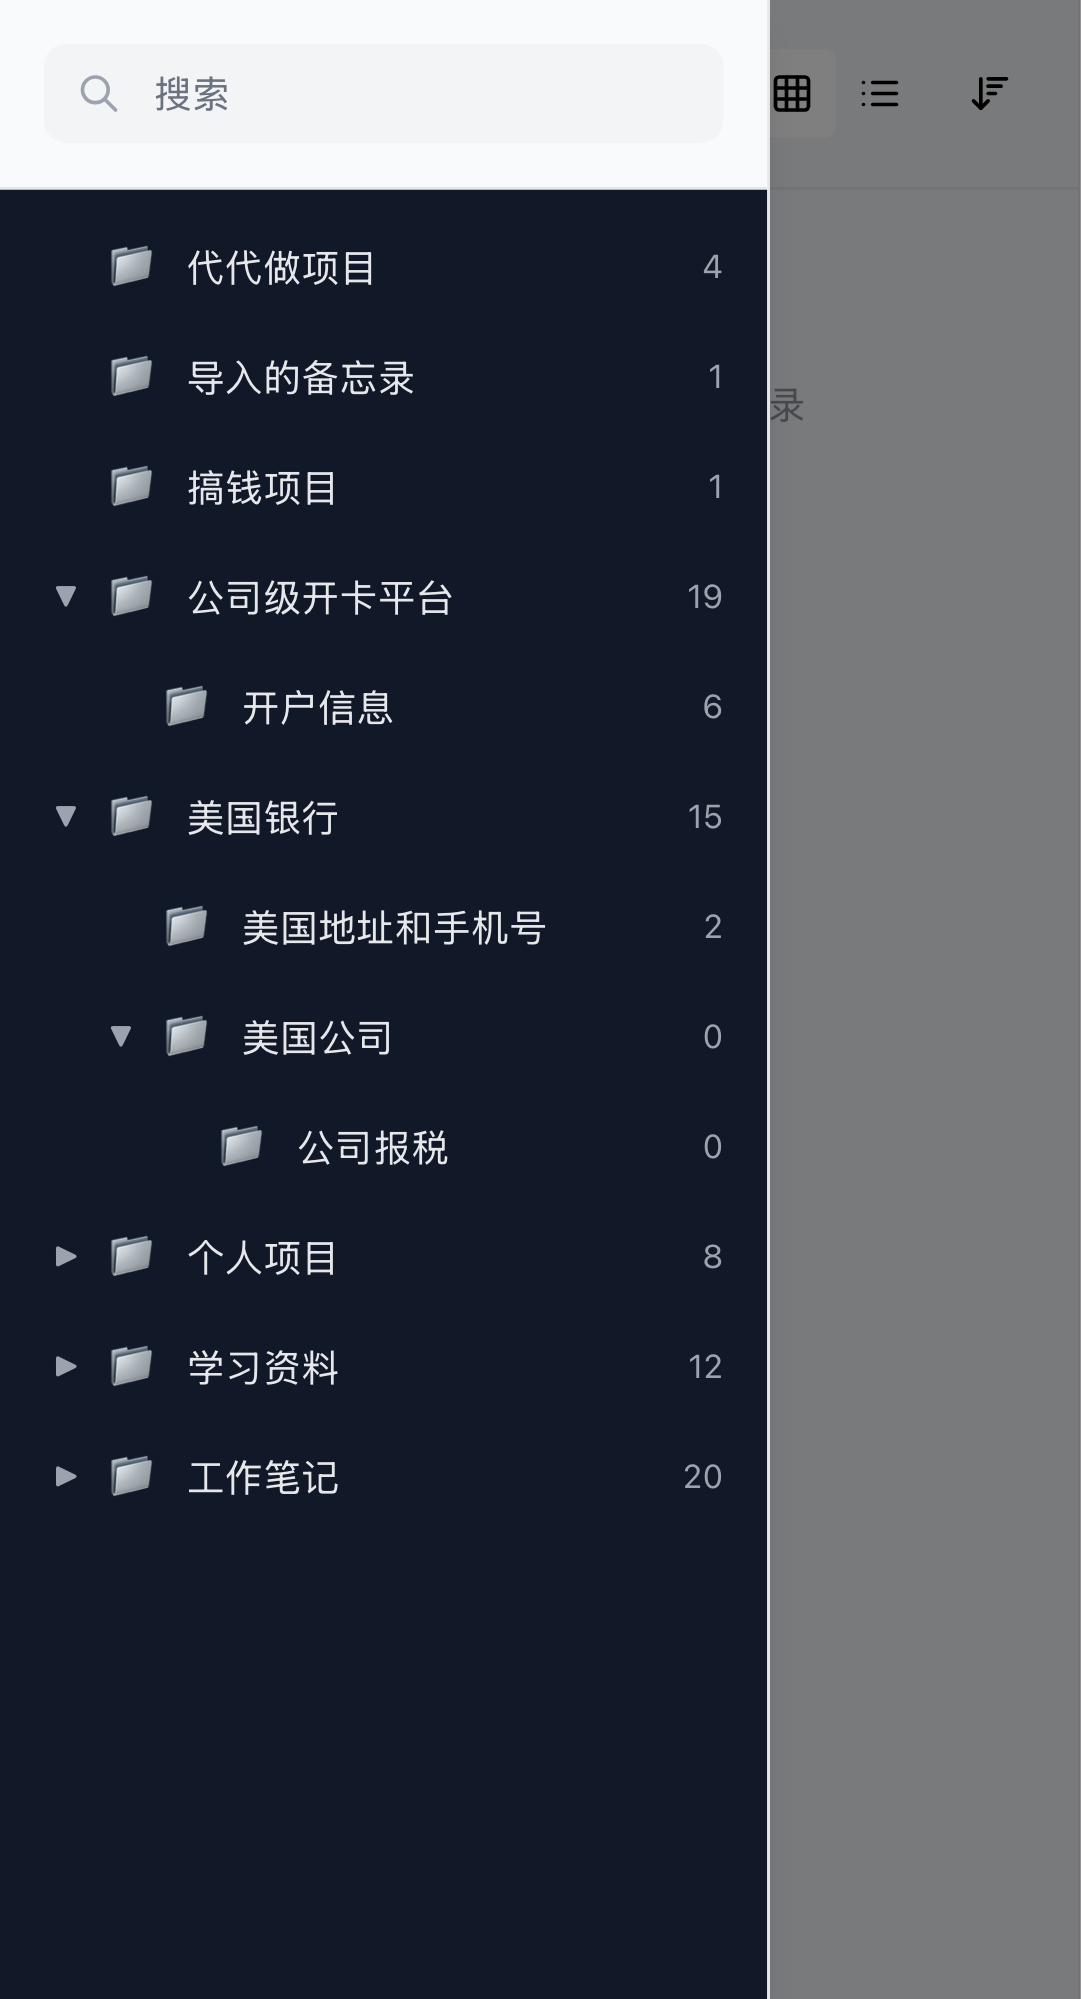 搜索
录
代代做项目 4
导入的备忘录 1
搞钱项目 1
公司级开卡平台 19
开户信息 6
美国银行 15
美国地址和手机号 2
美国公司 0
公司报税 0
个人项目 8
学习资料 12
工作笔记 20